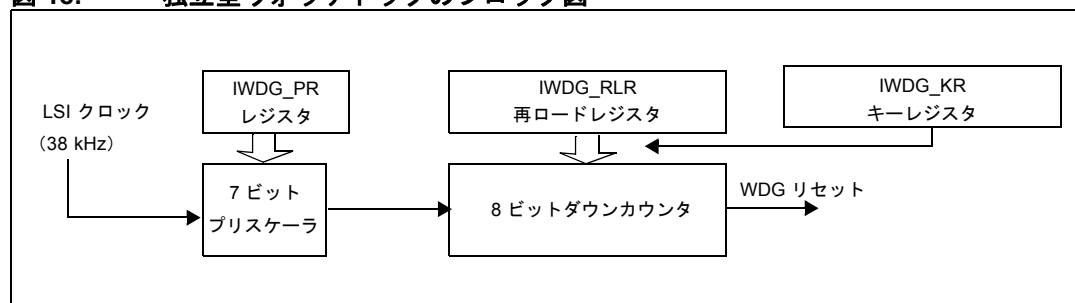 IWDG_PR
レジスタ
IWDG_RLR
再ロードレジスタ
IWDG_KR
キーレジスタ
LSI クロック
(38 kHz)
7 ビット
プリスケーラ
8 ビットダウンカウンタ
WDG リセット